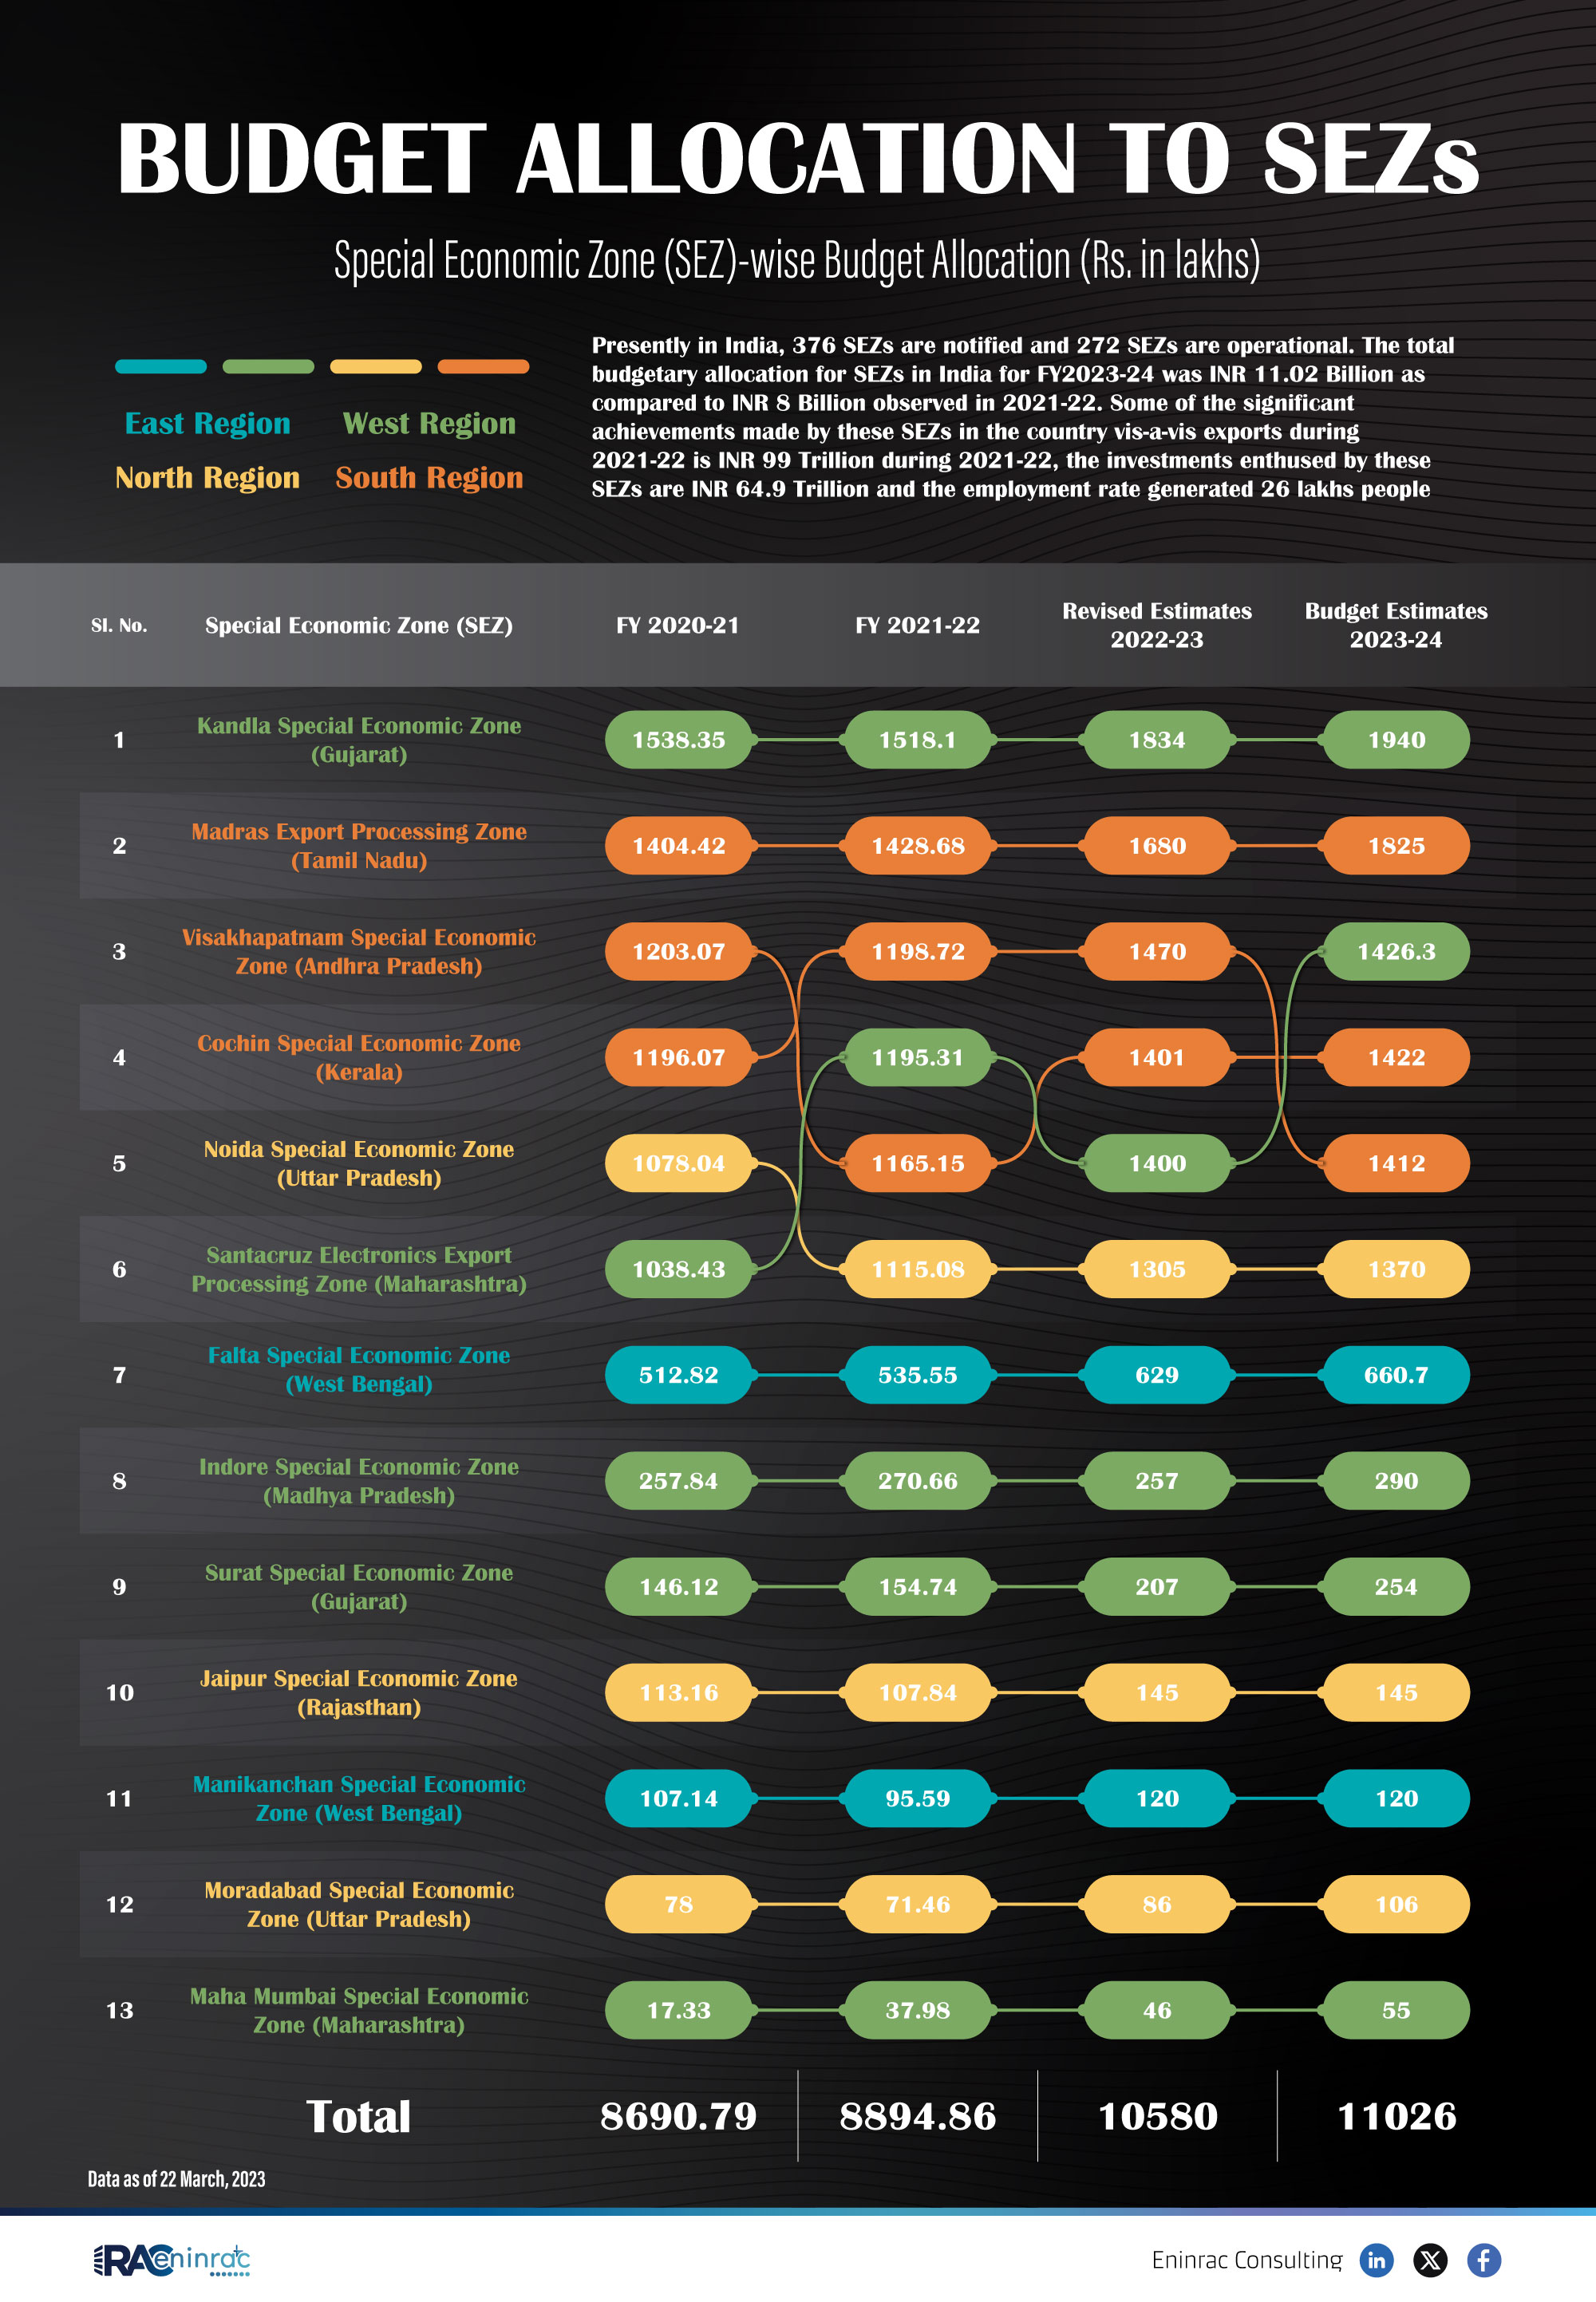 BUDGET ALLOCATION TO SEZs
Special Economic Zone (SEZ)-wise Budget Allocation (Rs. in lakhs)
East Region West Region
North Region South Region
Presently in India, 376 SEZs are notified and 272 SEZs are operational. The total
budgetary allocation for SEZs in India for FY2023-24 was INR 11.02 Billion as
compared to INR 8 Billion observed in 2021-22. Some of the significant
achievements made by these SEZs in the country vis-a-vis exports during
2021-22 is INR 99 Trillion during 2021-22, the investments enthused by these
SEZs are INR 64.9 Trillion and the employment rate generated 26 lakhs people
Sl. No. Special Economic Zone (SEZ) FY 2020-21 FY 2021-22 Revised Estimates Budget Estimates
2022-23 2023-24
Kandla Special Economic Zone
1 (Gujarat) 1538.35 1518.1 1834 1940
Madras Export Processing Zone
2 (Tamil Nadu) 1404.42 1428.68 1680 1825
Visakhapatnam Special Economic
3 Zone (Andhra Pradesh) 1203.07 1198.72 1470 1426.3
Cochin Special Economic Zone
4 (Kerala) 1196.07 1195.31 1401 1422
Noida Special Economic Zone
5 (Uttar Pradesh) 1078.04 1165.15 1400 1412
Santacruz Electronics Export
6 Processing Zone (Maharashtra) 1038.43 1115.08 1305 1370
Falta Special Economic Zone
7 (West Bengal) 512.82 535.55 629 660.7
Indore Special Economic Zone
8 (Madhya Pradesh) 257.84 270.66 257 290
Surat Special Economic Zone
9 (Gujarat) 146.12 154.74 207 254
Jaipur Special Economic Zone
10 (Rajasthan) 113.16 107.84 145 145
Manikanchan Special Economic
11 Zone (West Bengal) 107.14 95.59 120 120
Moradabad Special Economic
12 Zone (Uttar Pradesh) 78 71.46 86 106
Maha Mumbai Special Economic
13 Zone (Maharashtra) 17.33 37.98 46 55
Total 8690.79 8894.86 10580 11026
Data as of 22 March, 2023
RAC eninrac
Eninrac Consulting in X f